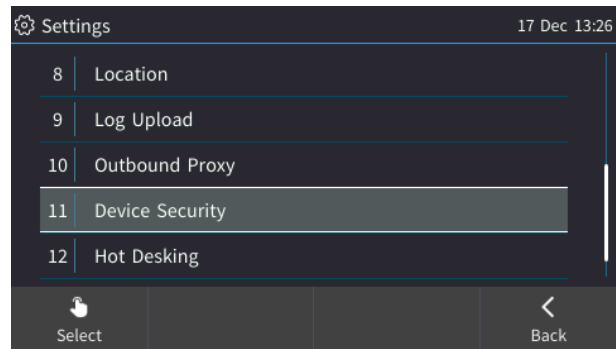 Settings 17 Dec 13:26
8 Location
9 Log Upload
10 Outbound Proxy
11 Device Security
12 Hot Desking
Select Back